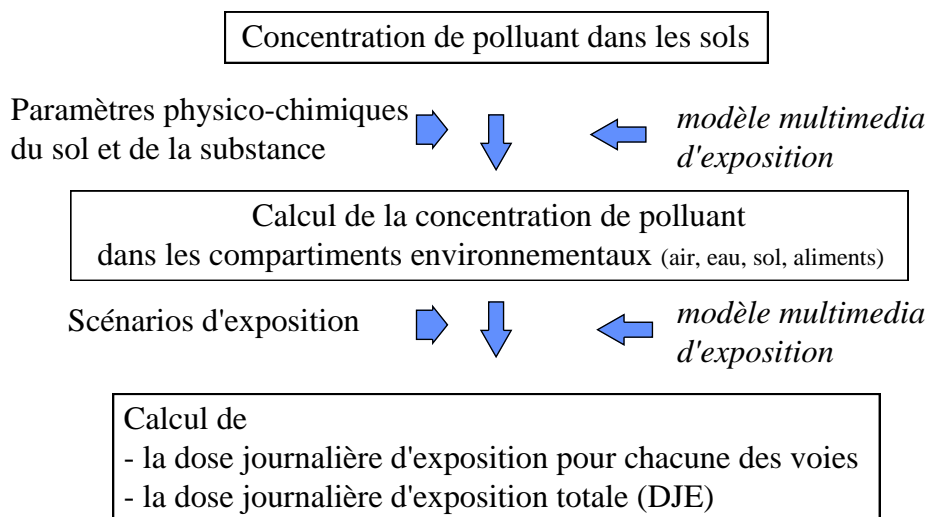 Concentration de polluant dans les sols
Paramètres physico-chimiques
du sol et de la substance
modèle multimedia
d'exposition
Calcul de la concentration de polluant
dans les compartiments environnementaux (air, eau, sol, aliments)
Scénarios d'exposition
modèle multimedia
d'exposition
Calcul de
- la dose journalière d'exposition pour chacune des voies
- la dose journalière d'exposition totale (DJE)